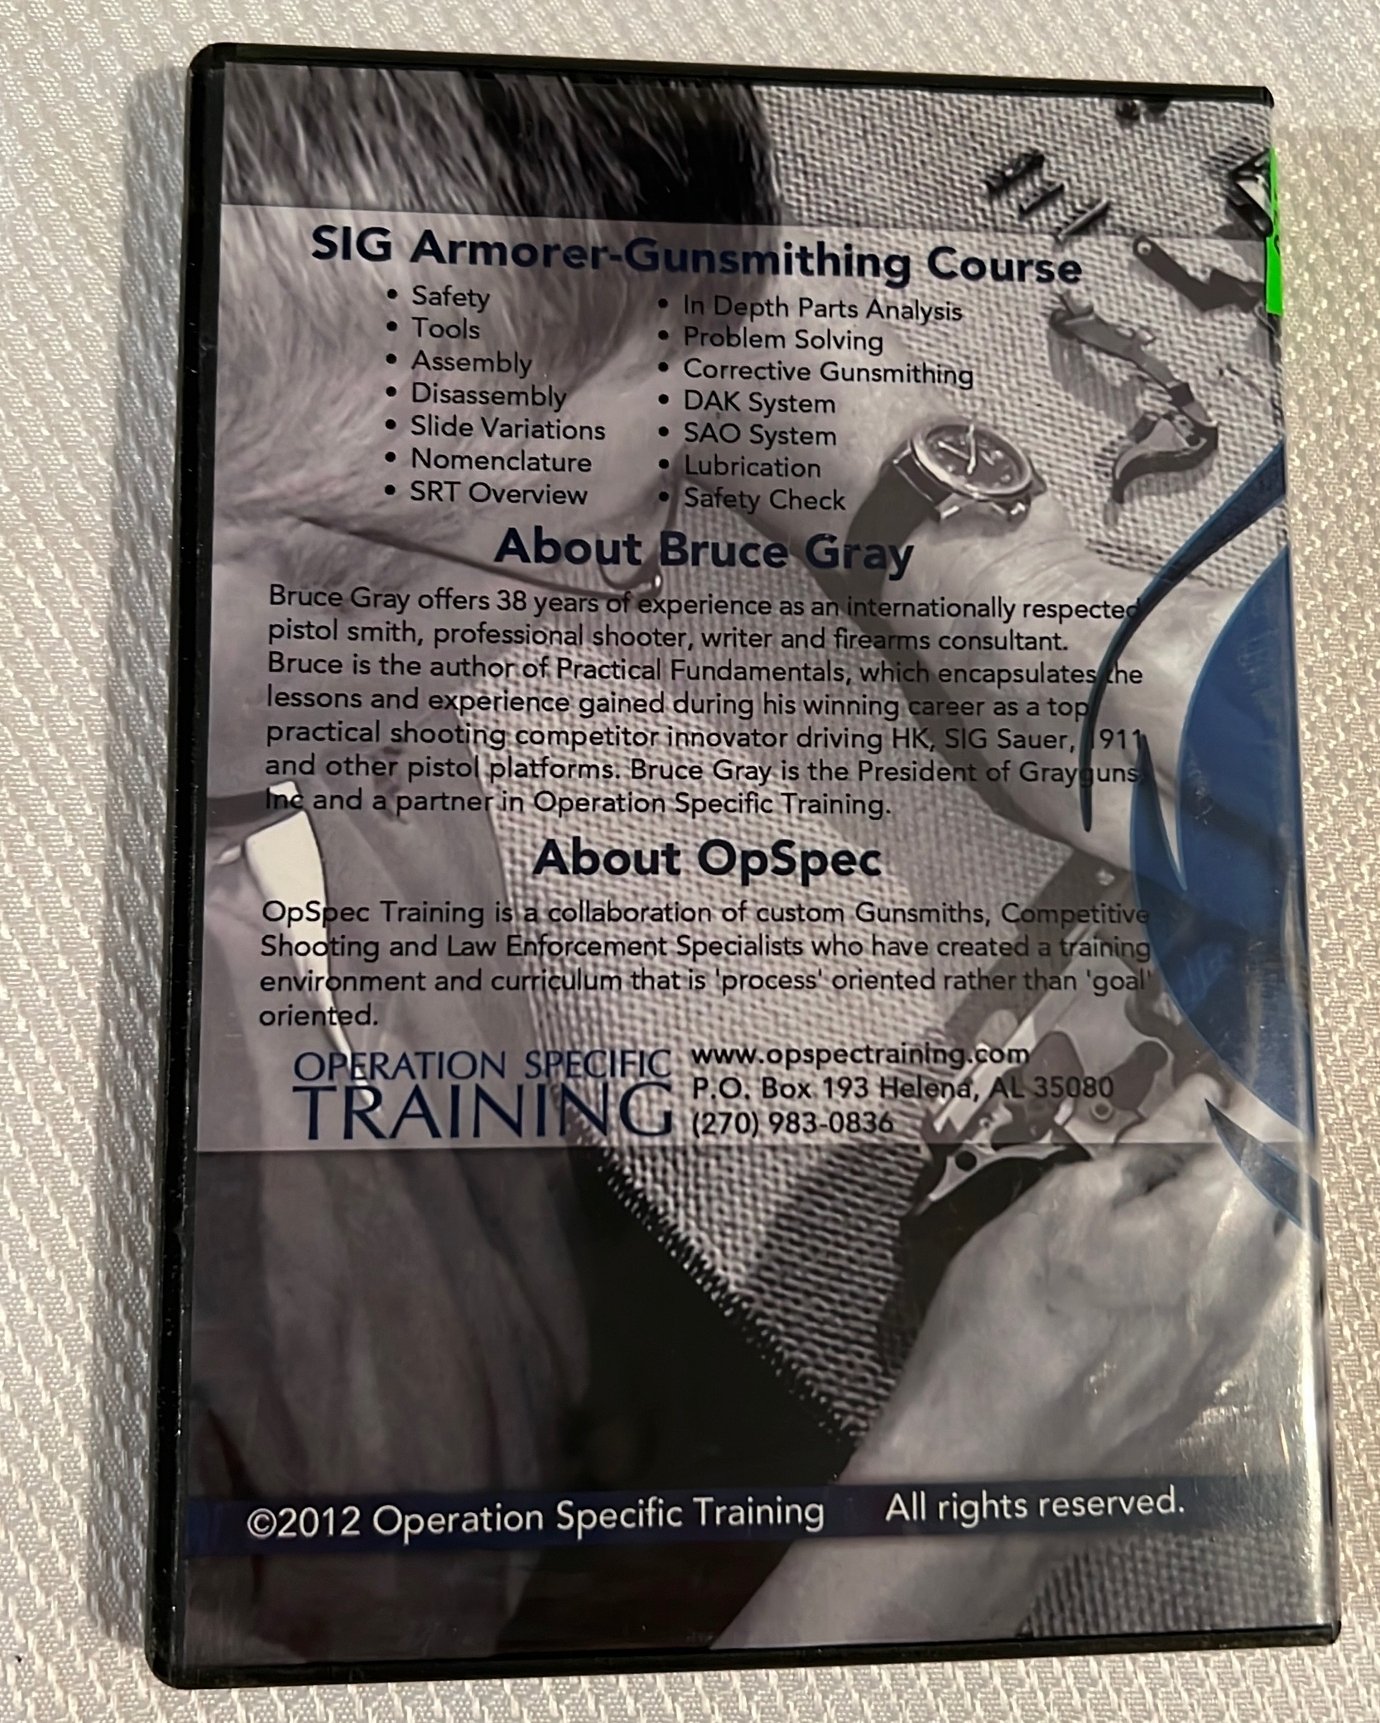 SIG Armorer-Gunsmithing Course
• Safety
• Tools
• Assembly
• Disassembly
• Slide Variations
• Nomenclature
• SRT Overview
• In Depth Parts Analysis
• Problem Solving
• Corrective Gunsmithing
• DAK System
• SAO System
• Lubrication
• Safety Check
About Bruce Gray
Bruce Gray offers 38 years of experience as an internationally respected
pistol smith, professional shooter, writer and firearms consultant.
Bruce is the author of Practical Fundamentals, which encapsulates the
lessons and experience gained during his winning career as a top
practical shooting competitor innovator driving HK, SIG Sauer, 1911
and other pistol platforms. Bruce Gray is the President of Grayguns,
Inc and a partner in Operation Specific Training.
About OpSpec
OpSpec Training is a collaboration of custom Gunsmiths, Competitive
Shooting and Law Enforcement Specialists who have created a training
environment and curriculum that is 'process' oriented rather than 'goal'
oriented.
OPERATION SPECIFIC
TRAINING
www.opspectraining.com
P.O. Box 193 Helena, AL 35080
(270) 983-0836
©2012 Operation Specific Training All rights reserved.